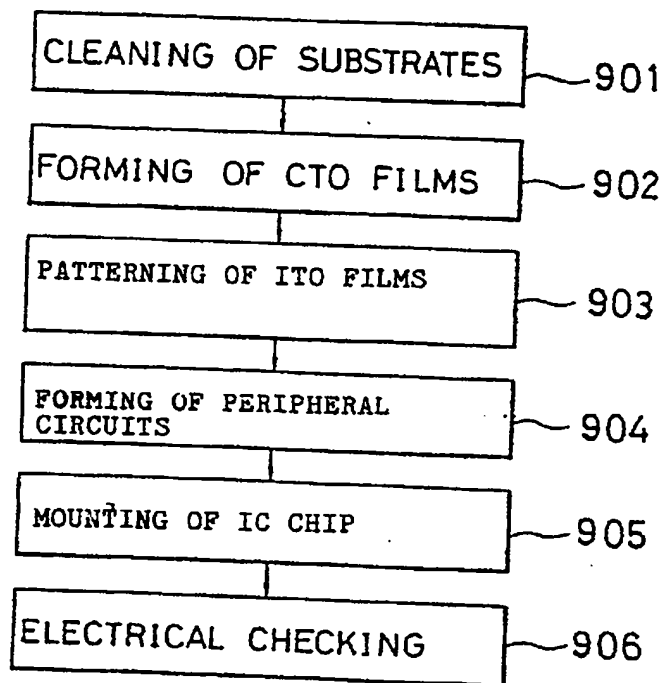 CLEANING OF SUBSTRATES
901
FORMING OF CTO FILMS
902
PATTERNING OF ITO FILMS
903
FORMING OF PERIPHERAL
CIRCUITS
904
MOUNTING OF IC CHIP
905
ELECTRICAL CHECKING
906